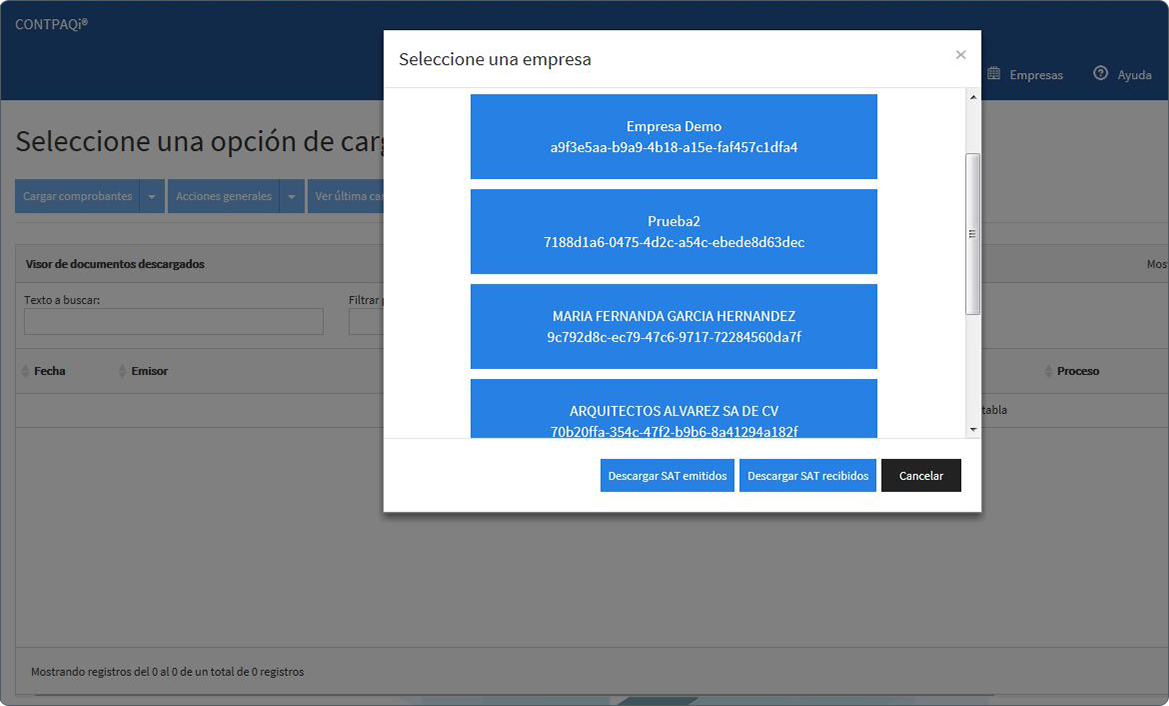 CONTPAQi®
Empresas
Ayuda
Seleccione una opción de
Cargar comprobantes
Acciones generales
Ver última
Visor de documentos descargados
Texto a buscar:
Filtrar
Fecha
Emisor
Proceso
tabla
Mostrando registros del 0 al 0 de un total de 0 registros
Seleccione una empresa
×
Empresa Demo
a9f3e5aa-b9a9-4b18-a15e-faf457c1dfa4
Prueba2
7188d1a6-0475-4d2c-a54c-ebede8d63dec
MARIA FERNANDA GARCIA HERNANDEZ
9c792d8c-ec79-47c6-9717-72284560da7f
ARQUITECTOS ALVAREZ SA DE CV
70b20ffa-354c-47f2-b9b6-8a41294a182f
Descargar SAT emitidos
Descargar SAT recibidos
Cancelar